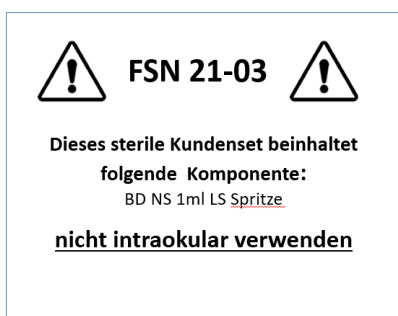 FSN 21-03
Dieses sterile Kundenset beinhaltet
folgende Komponente:
BD NS 1ml LS Spritze
nicht intraokular verwenden